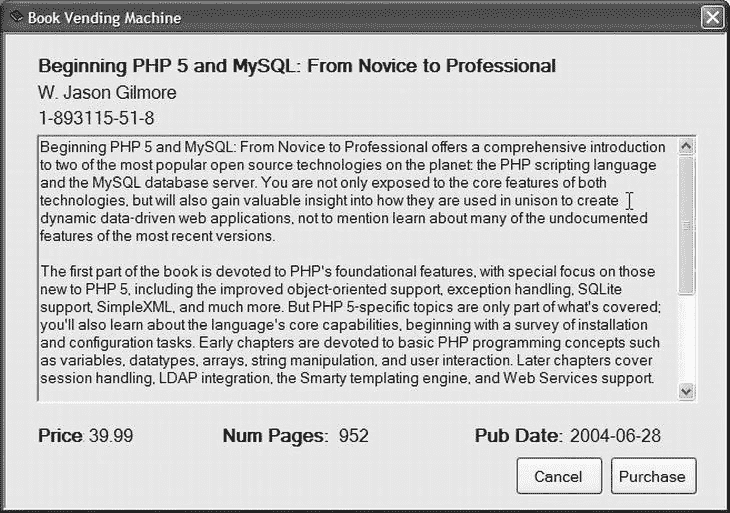 Book Vending Machine
Beginning PHP 5 and MySQL: From Novice to Professional
W. Jason Gilmore
1-893115-51-8
Beginning PHP 5 and MySQL: From Novice to Professional offers a comprehensive introduction
to two of the most popular open source technologies on the planet: the PHP scripting language
and the MySQL database server. You are not only exposed to the core features of both
technologies, but will also gain valuable insight into how they are used in unison to create
dynamic data-driven web applications, not to mention learn about many of the undocumented
features of the most recent versions.
The first part of the book is devoted to PHP's foundational features, with special focus on those
new to PHP 5, including the improved object-oriented support, exception handling, SQLite
support, SimpleXML, and much more. But PHP 5-specific topics are only part of what's covered;
you'll also learn about the language's core capabilities, beginning with a survey of installation
and configuration tasks. Early chapters are devoted to basic PHP programming concepts such
as variables, datatypes, arrays, string manipulation, and user interaction. Later chapters cover
session handling, LDAP integration, the Smarty templating engine, and Web Services support.
Price 39.99 Num Pages: 952 Pub Date: 2004-06-28
Cancel Purchase